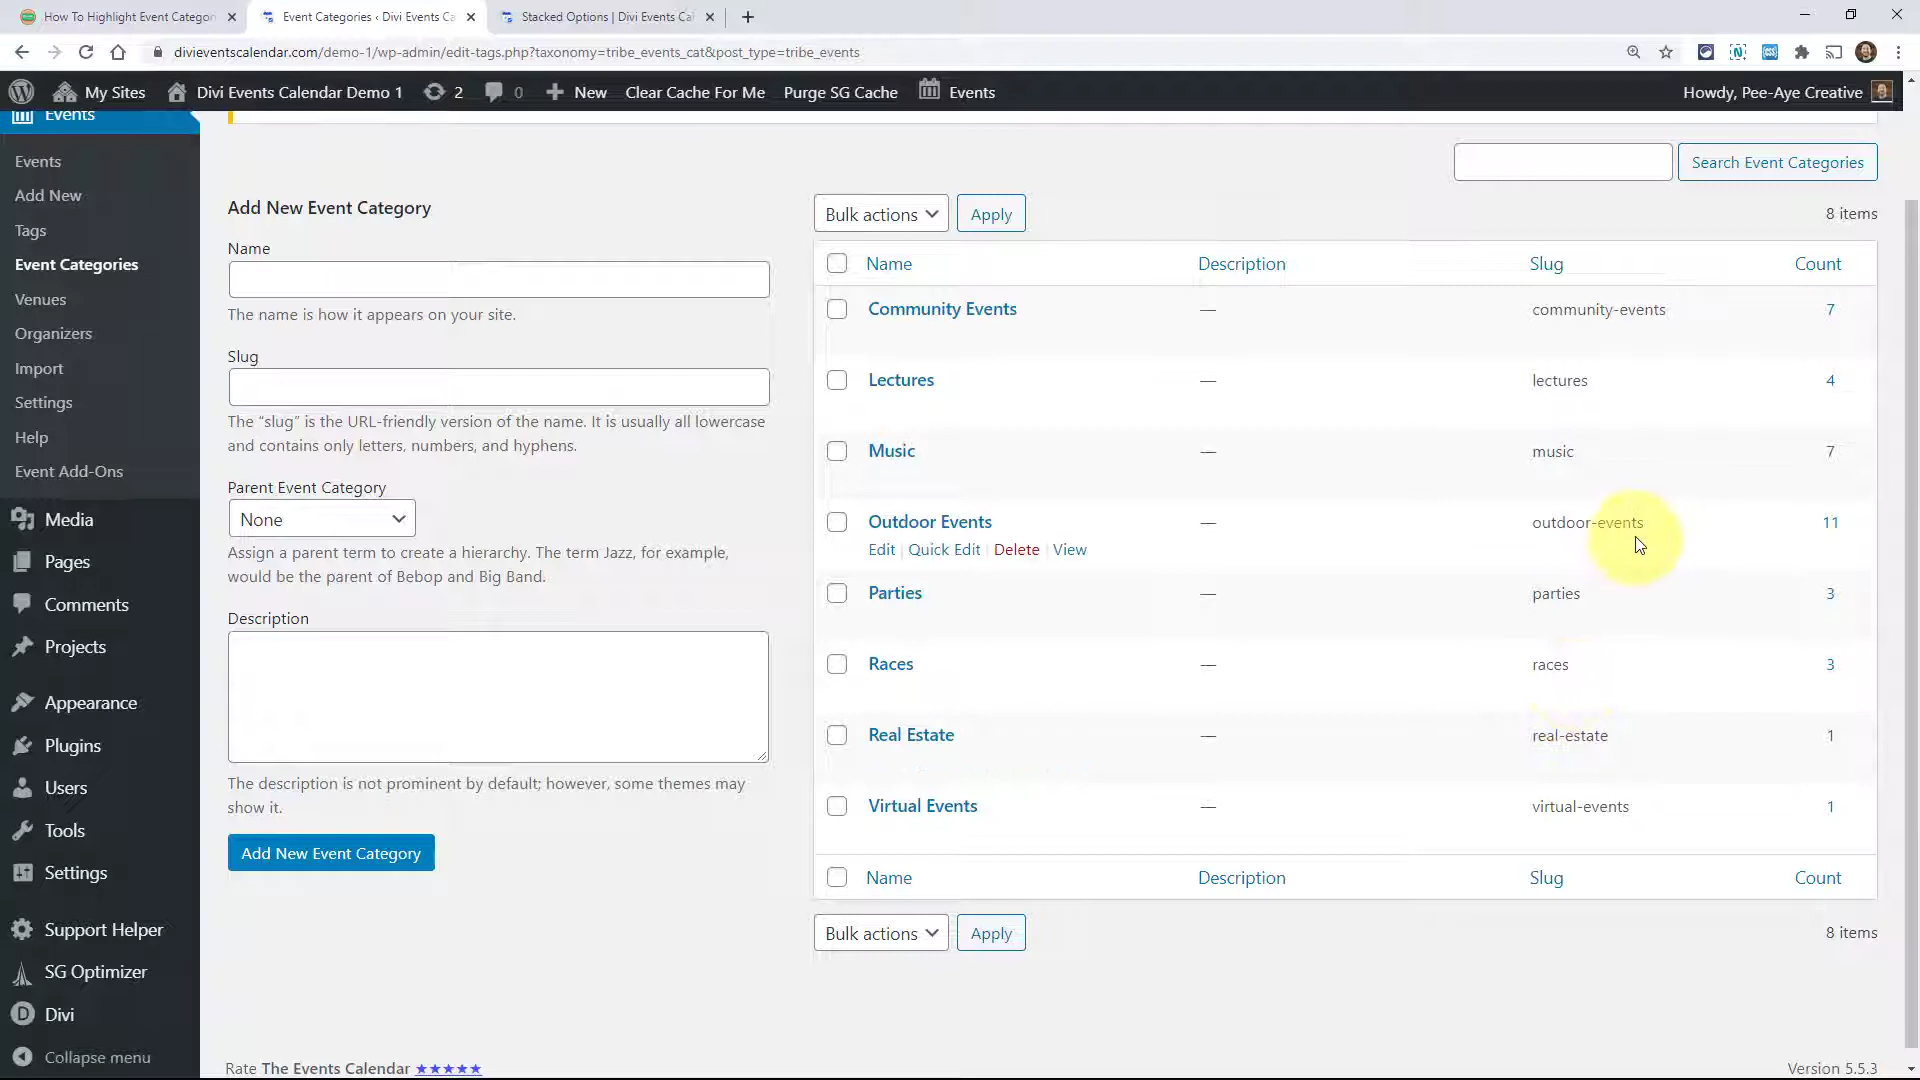 How To Highlight Event Categor
Event Categories ‹ Divi Events Ca
Stacked Options | Divi Events Cal
divieventscalendar.com/demo-1/wp-admin/edit-tags.php?taxonomy=tribe_events_cat&post_type=tribe_events
My Sites
Divi Events Calendar Demo 1
2
0
New
Clear Cache For Me
Purge SG Cache
Events
Howdy, Pee-Aye Creative
Events
Events
Add New
Tags
Event Categories
Venues
Organizers
Import
Settings
Help
Event Add-Ons
Media
Pages
Comments
Projects
Appearance
Plugins
Users
Tools
Settings
Support Helper
SG Optimizer
Divi
Collapse menu
Search Event Categories
Add New Event Category
Name
The name is how it appears on your site.
Slug
The “slug” is the URL-friendly version of the name. It is usually all lowercase
and contains only letters, numbers, and hyphens.
Parent Event Category
None
Assign a parent term to create a hierarchy. The term Jazz, for example,
would be the parent of Bebop and Big Band.
Description
The description is not prominent by default; however, some themes may
show it.
Add New Event Category
Bulk actions Apply 8 items
Name Description Slug Count
Community Events — community-events 7
Lectures — lectures 4
Music — music 7
Outdoor Events — outdoor-events 11
Edit | Quick Edit | Delete | View
Parties — parties 3
Races — races 3
Real Estate — real-estate 1
Virtual Events — virtual-events 1
Name Description Slug Count
Bulk actions Apply 8 items
Rate The Events Calendar ★★★★★
Version 5.5.3